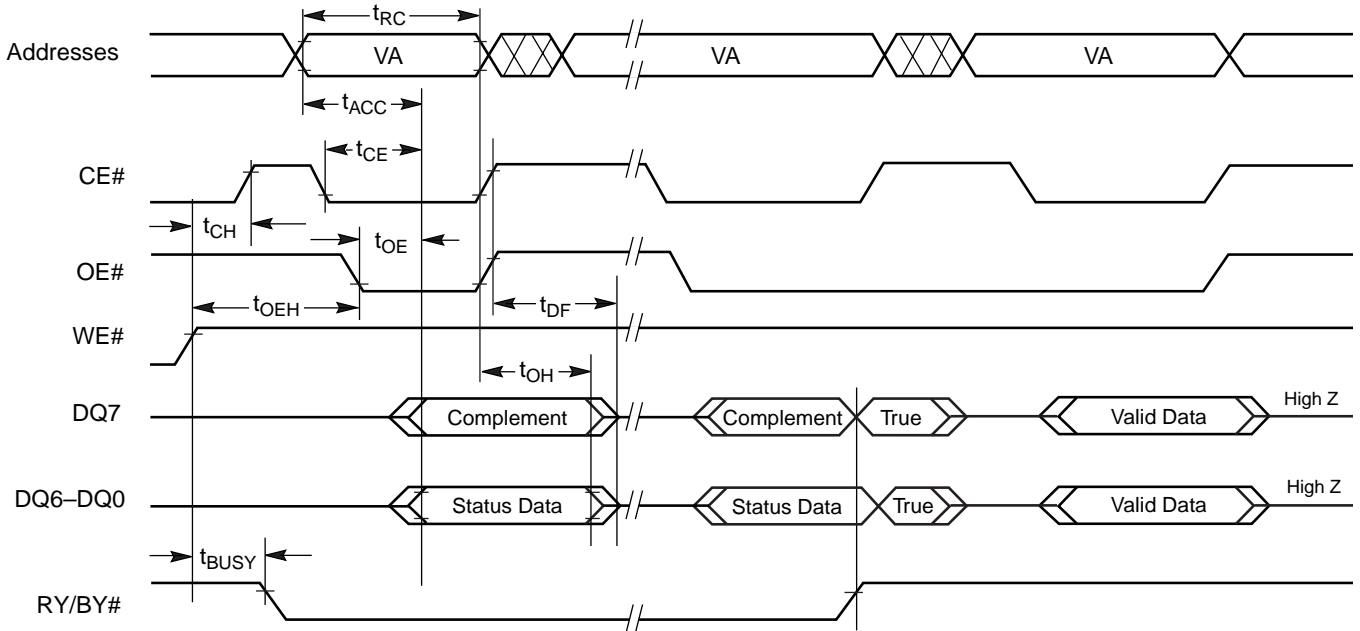 tRC
Addresses VA VA VA
tACC
tCE
CE#
tCH
tOE
OE#
tOEH tDF
WE#
tOH
DQ7 Complement Complement True Valid Data High Z
DQ6–DQ0 Status Data Status Data True Valid Data High Z
tBUSY
RY/BY#